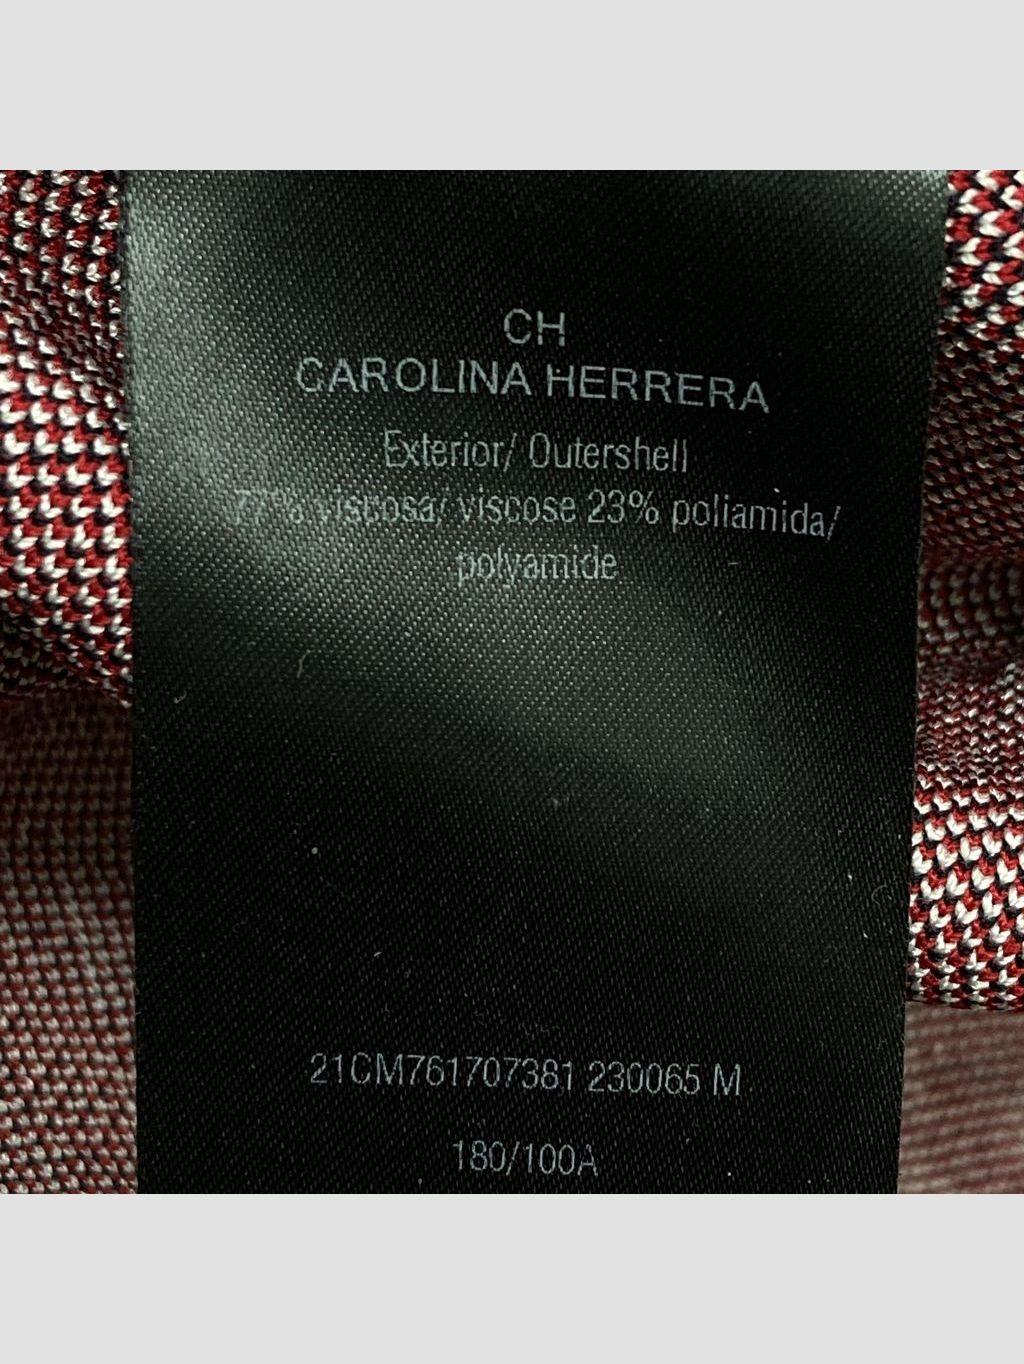 CH
CAROLINA HERRERA
Exterior/ Outershell
77% viscosa/ viscose 23% poliamida/
polyamide
21CM761707381 230065 M
180/100A